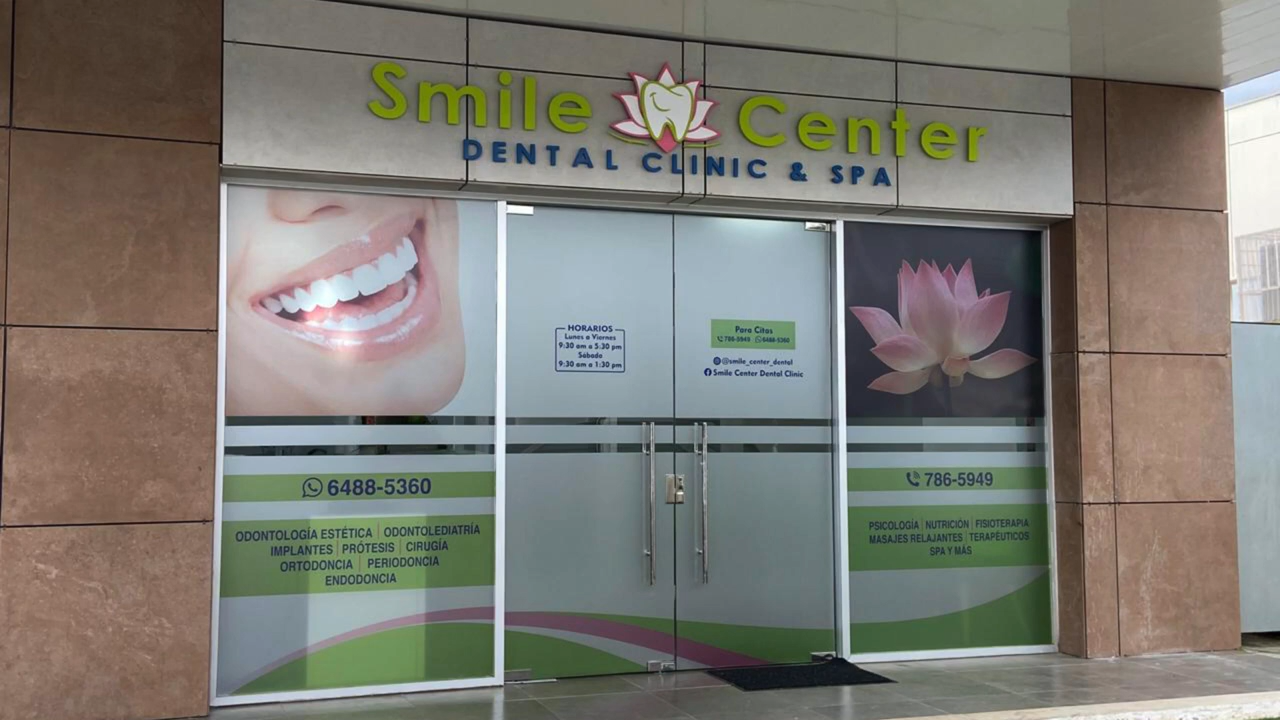 Smile Center
DENTAL CLINIC & SPA
HORARIOS
Lunes a Viernes
9:30 am a 5:30 pm
Sábado
9:30 am a 1:30 pm
Para Citas
786-5949 6488-5360
@smile_center_dental
Smile Center Dental Clinic
6488-5360
ODONTOLOGÍA ESTÉTICA | ODONTOLEDIATRÍA
IMPLANTES | PRÓTESIS | CIRUGÍA
ORTODONCIA | PERIODONCIA
ENDODONCIA
786-5949
PSICOLOGÍA | NUTRICIÓN | FISIOTERAPIA
MASAJES RELAJANTES | TERAPÉUTICOS
SPA Y MÁS